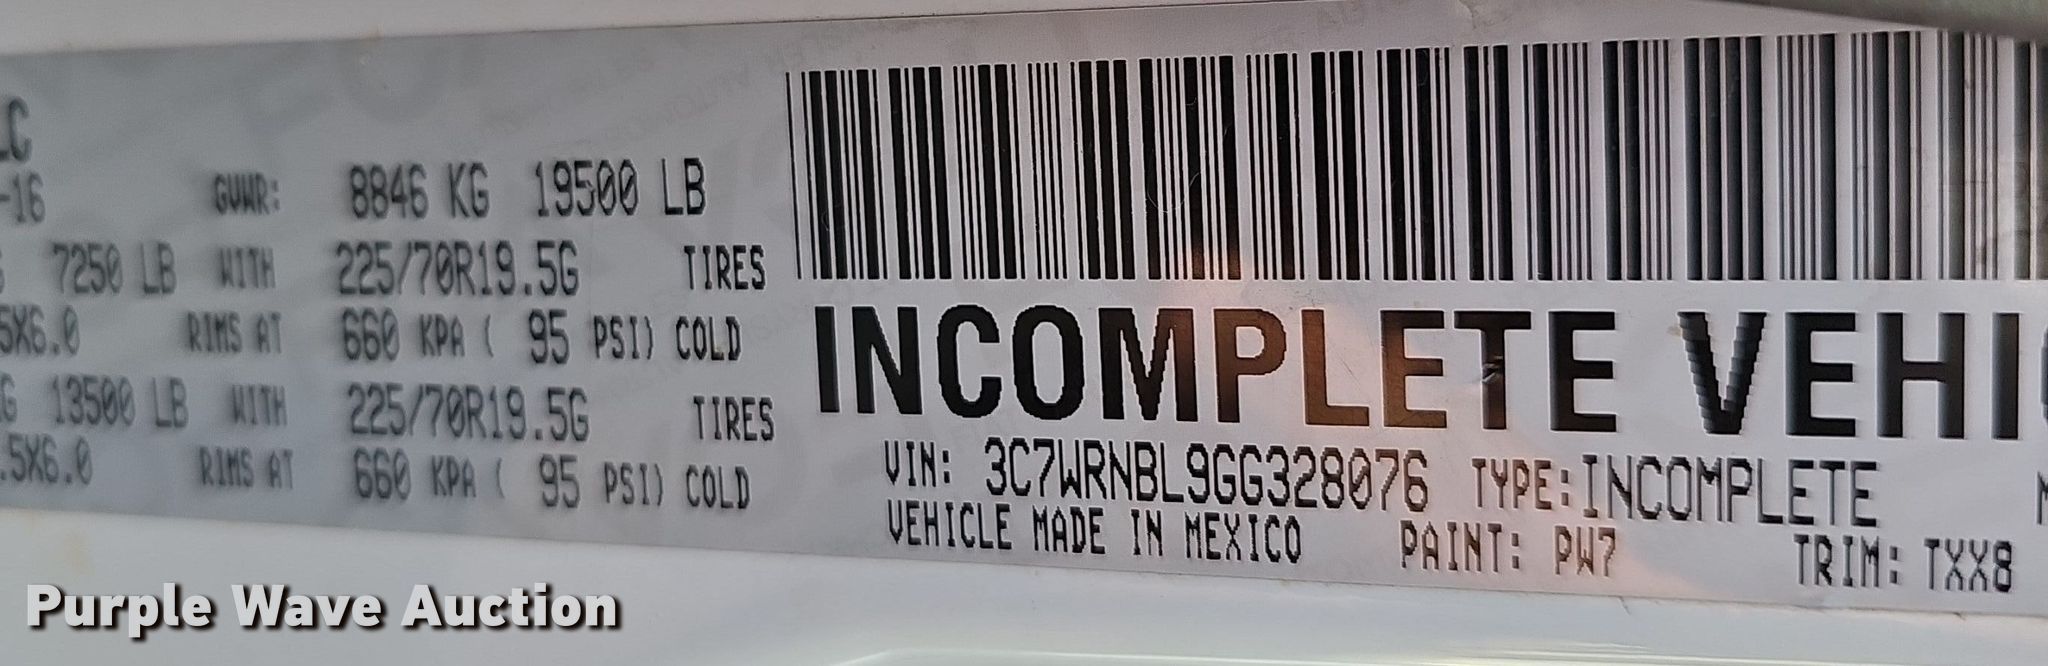 LC
-16 GVWR: 8846 KG 19500 LB
7250 LB WITH 225/70R19.5G TIRES
5X6.0 RIMS AT 660 KPA ( 95 PSI) COLD
G 13500 LB WITH 225/70R19.5G TIRES
.5X6.0 RIMS AT 660 KPA ( 95 PSI) COLD
INCOMPLETE VEHIC
VIN: 3C7WRNBL9GG328076 TYPE: INCOMPLETE
VEHICLE MADE IN MEXICO PAINT: PW7 TRIM: TXX8
Purple Wave Auction